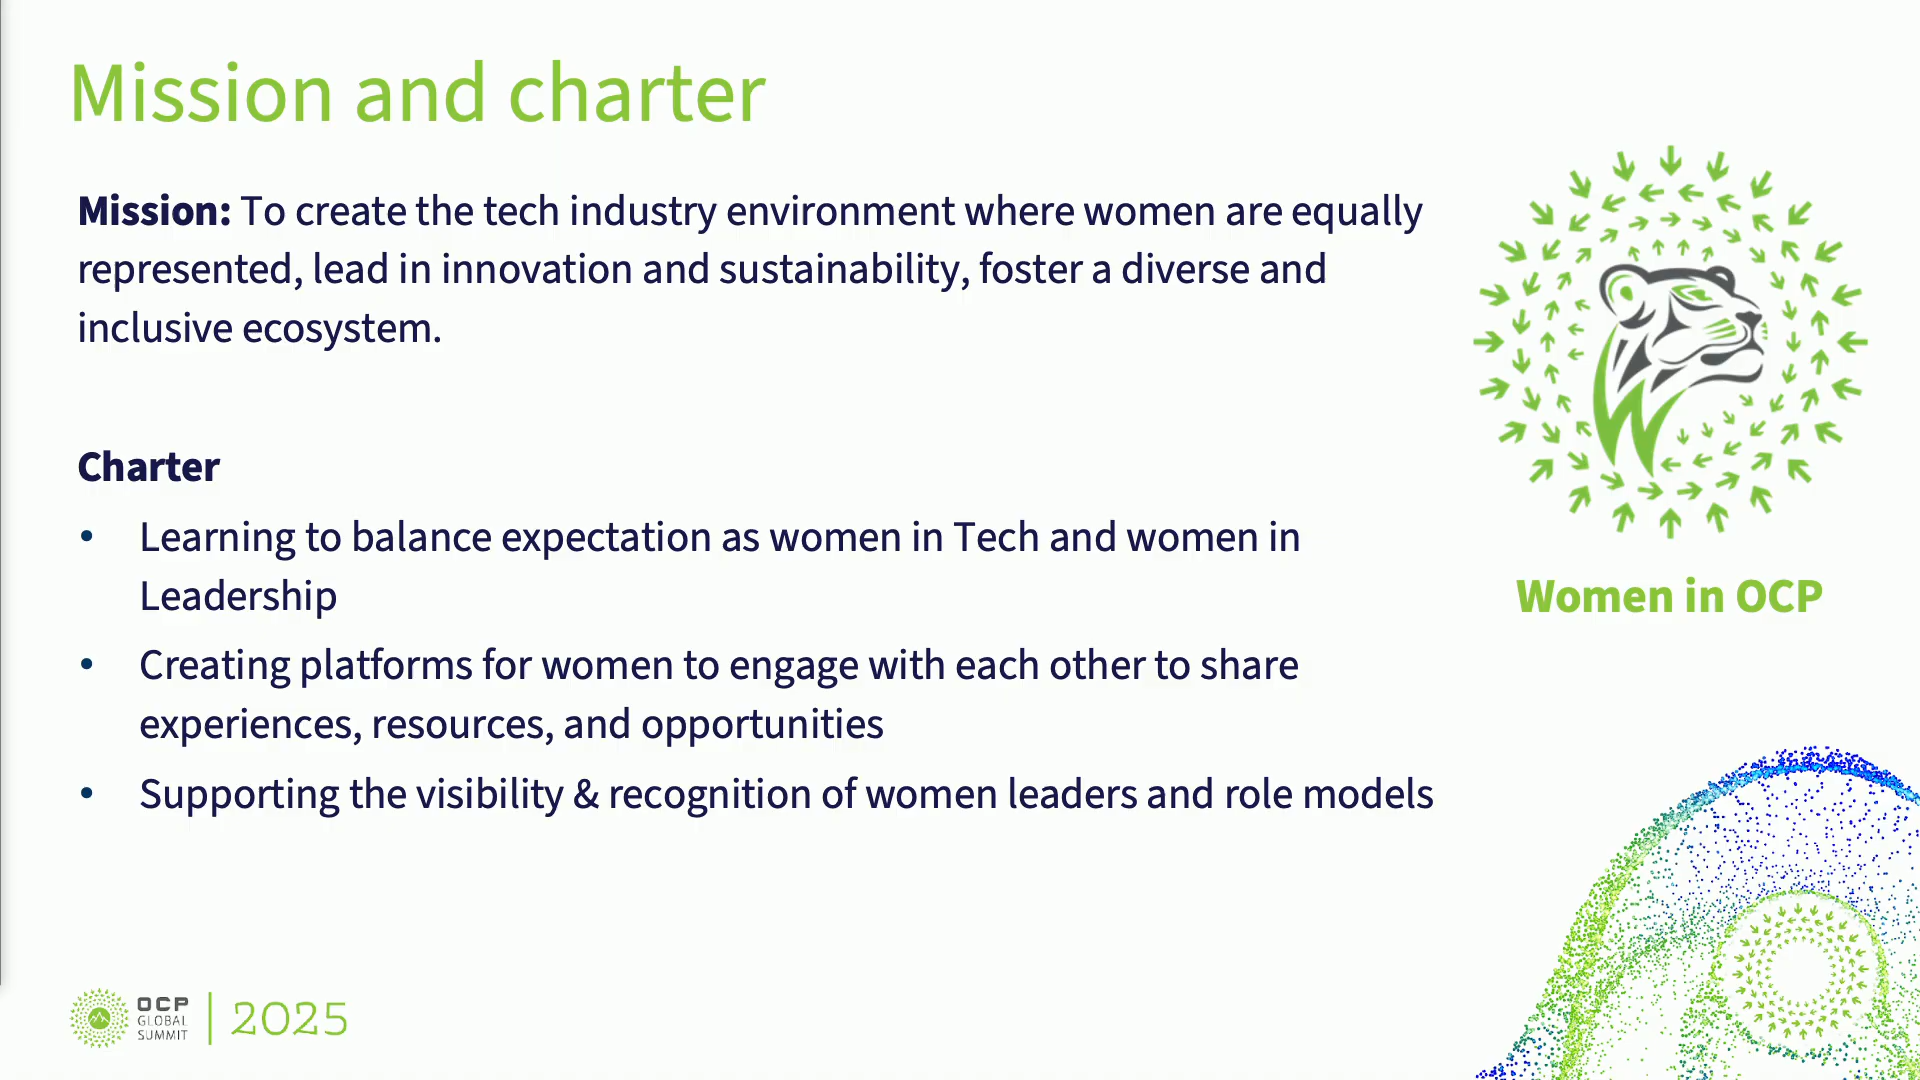 Mission and charter
Mission: To create the tech industry environment where women are equally
represented, lead in innovation and sustainability, foster a diverse and
inclusive ecosystem.
Charter
• Learning to balance expectation as women in Tech and women in
Leadership
• Creating platforms for women to engage with each other to share
experiences, resources, and opportunities
• Supporting the visibility & recognition of women leaders and role models
Women in OCP
OCP
GLOBAL
SUMMIT
2025